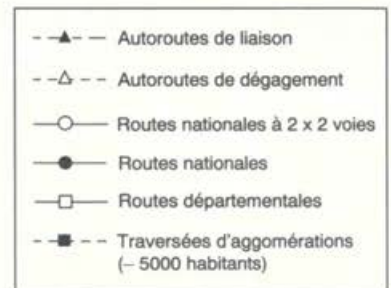 Autoroutes de liaison
Autoroutes de dégagement
Routes nationales à 2 x 2 voies
Routes nationales
Routes départementales
Traversées d'aggomérations
(– 5000 habitants)